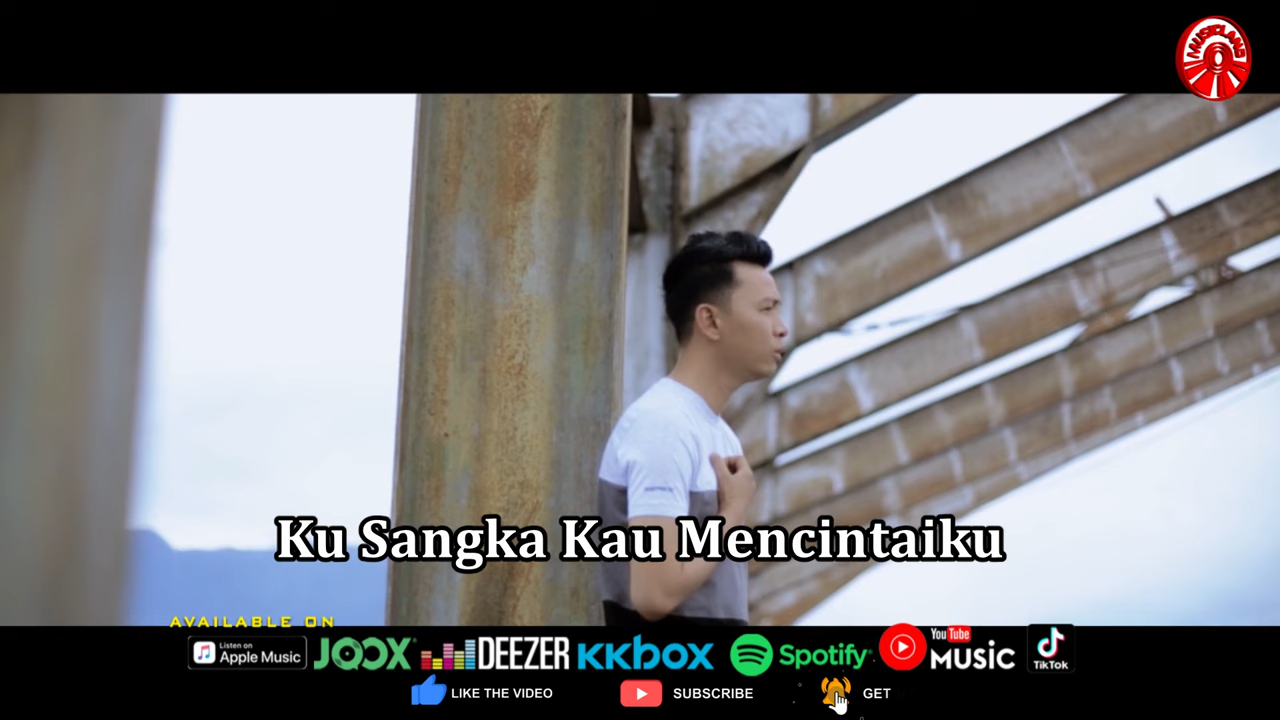 MUSICLAND
Ku Sangka Kau Mencintaiku
AVAILABLE ON
Listen on
Apple Music
JOOX
DEEZER
KKBOX
Spotify
YouTube
MUSIC
TikTok
LIKE THE VIDEO
SUBSCRIBE
GET